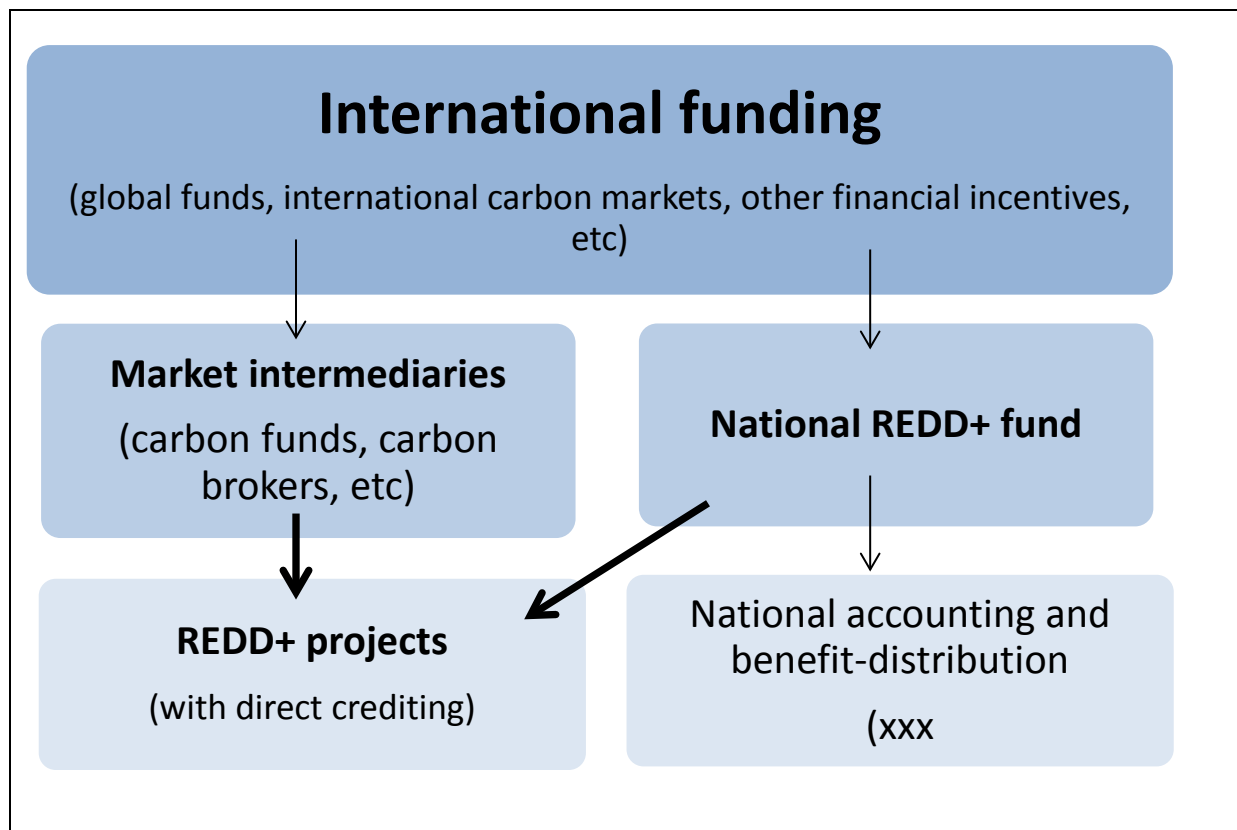 International funding
(global funds, international carbon markets, other financial incentives,
etc)
Market intermediaries
(carbon funds, carbon
brokers, etc)
National REDD+ fund
REDD+ projects
(with direct crediting)
National accounting and
benefit-distribution
(xxx